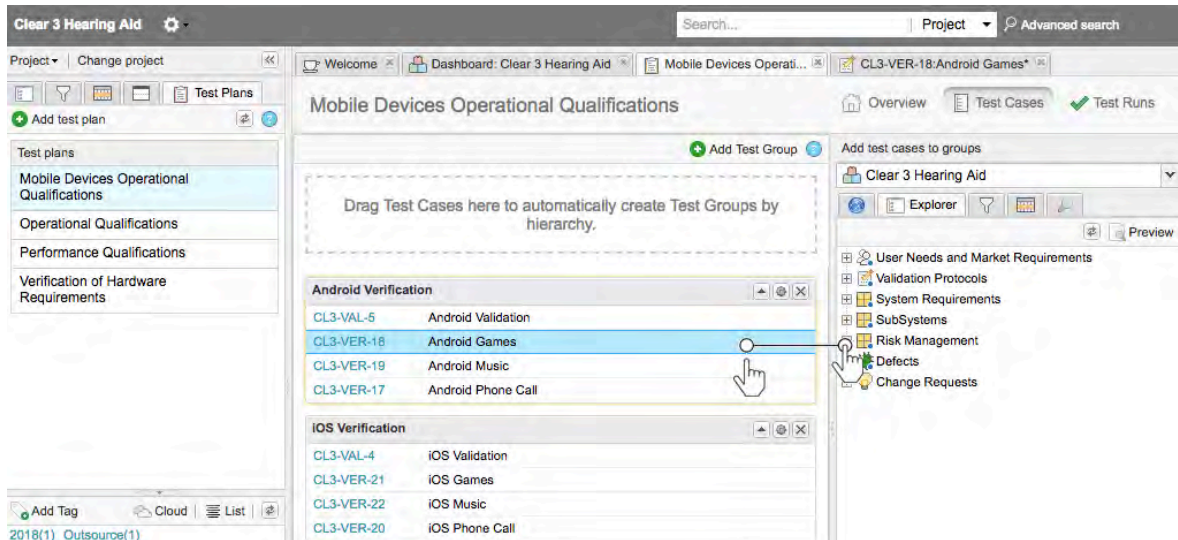 Clear 3 Hearing Aid
Search...
Project
Advanced search
Project
Change project
Welcome
Dashboard: Clear 3 Hearing Aid
Mobile Devices Operati...
CL3-VER-18:Android Games*
Test Plans
Add test plan
Test plans
Mobile Devices Operational
Qualifications
Operational Qualifications
Performance Qualifications
Verification of Hardware
Requirements
Add Tag
Cloud
List
2018(1) Outsource(1)
Mobile Devices Operational Qualifications
Overview
Test Cases
Test Runs
Add Test Group
Drag Test Cases here to automatically create Test Groups by
hierarchy.
Android Verification
CL3-VAL-5 Android Validation
CL3-VER-18 Android Games
CL3-VER-19 Android Music
CL3-VER-17 Android Phone Call
iOS Verification
CL3-VAL-4 iOS Validation
CL3-VER-21 iOS Games
CL3-VER-22 iOS Music
CL3-VER-20 iOS Phone Call
Add test cases to groups
Clear 3 Hearing Aid
Explorer
Preview
User Needs and Market Requirements
Validation Protocols
System Requirements
SubSystems
Risk Management
Defects
Change Requests